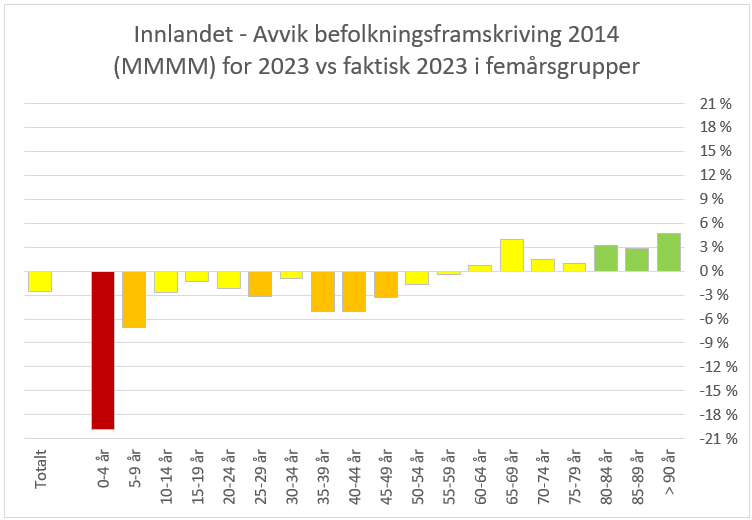 Innlandet - Avvik befolkningsframskriving 2014
(MMMM) for 2023 vs faktisk 2023 i femårsgrupper
21 %
18 %
15 %
12 %
9 %
6 %
3 %
0 %
-3 %
-6 %
-9 %
-12 %
-15 %
-18 %
-21 %
Totalt
0-4 år
5-9 år
10-14 år
15-19 år
20-24 år
25-29 år
30-34 år
35-39 år
40-44 år
45-49 år
50-54 år
55-59 år
60-64 år
65-69 år
70-74 år
75-79 år
80-84 år
85-89 år
> 90 år